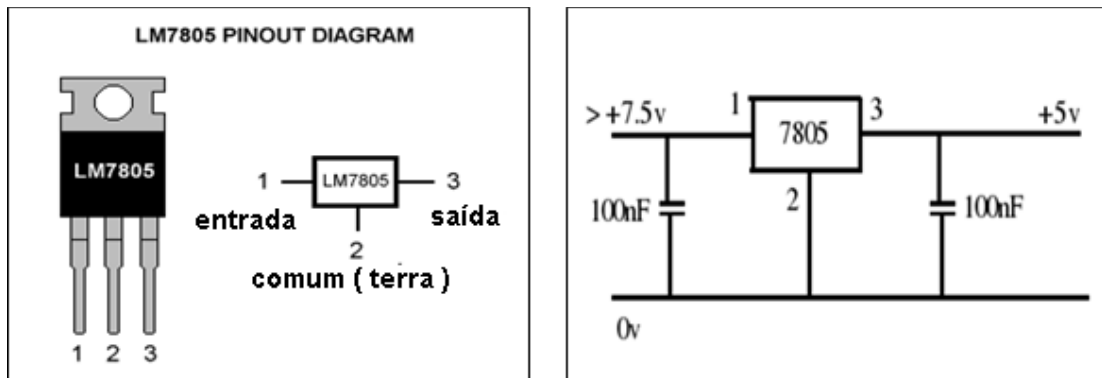 LM7805 PINOUT DIAGRAM
LM7805
1 LM7805 3
entrada saída
2
comum ( terra )
1 2 3
> +7.5v 1 7805 3 +5v
2
100nF 100nF
0v